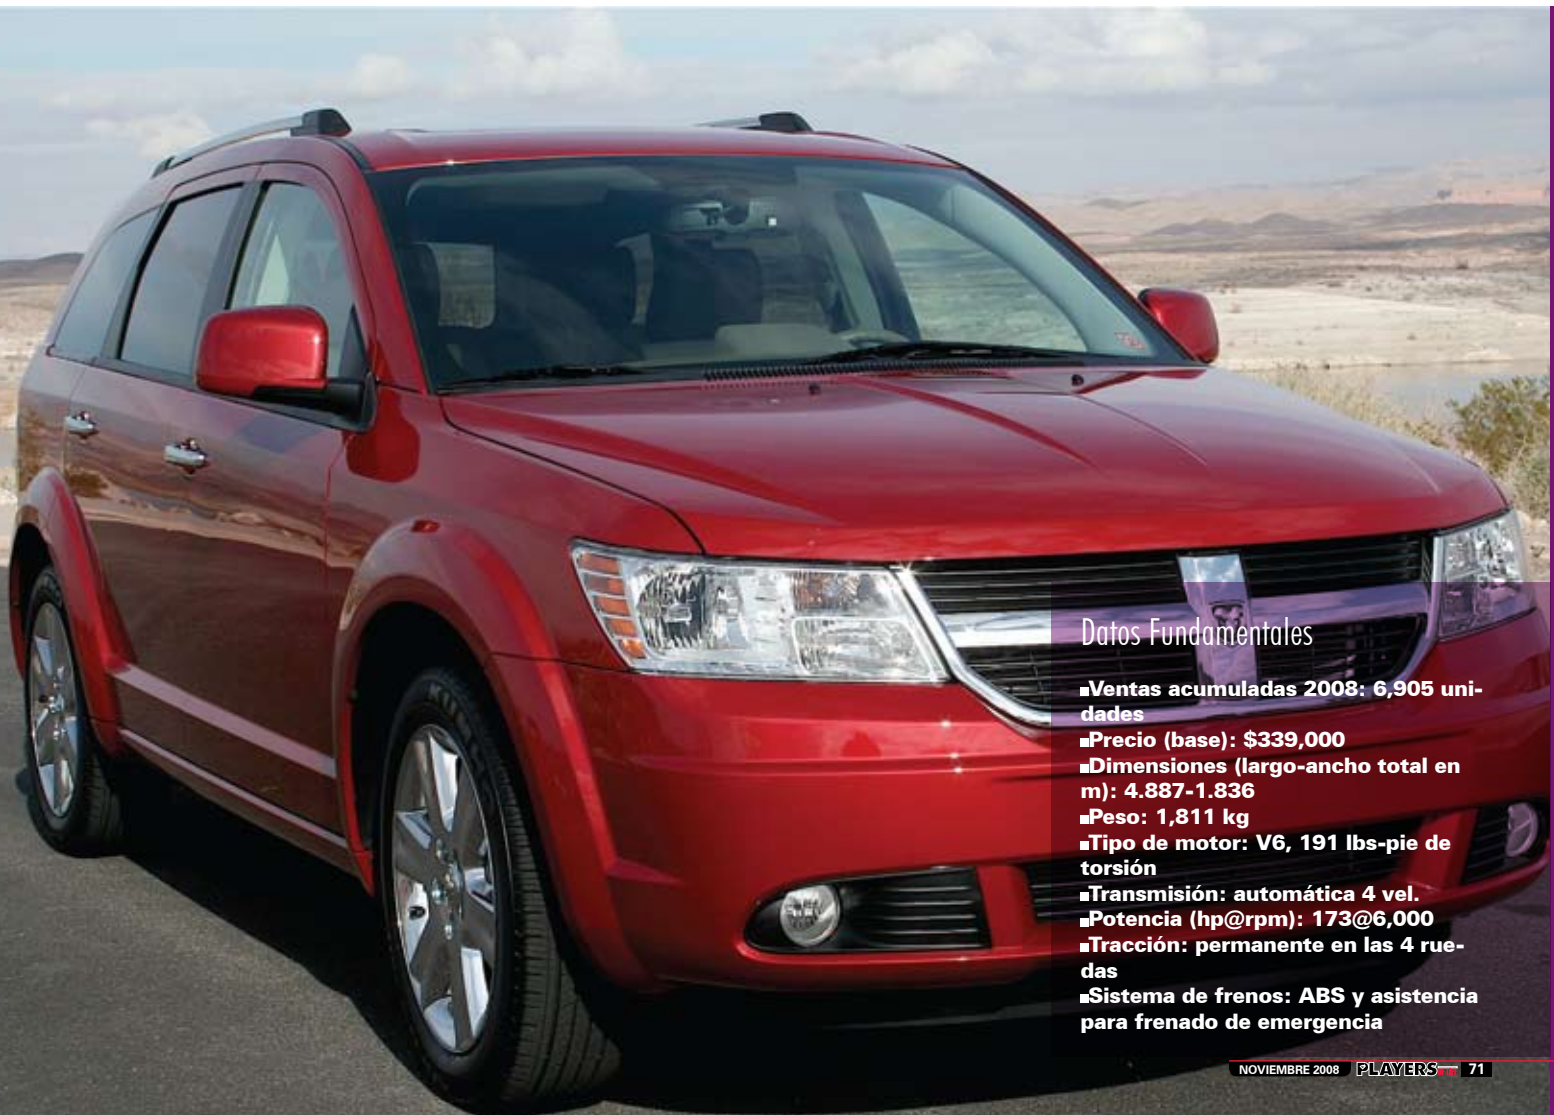 Datos Fundamentales
■Ventas acumuladas 2008: 6,905 uni-
dades
■Precio (base): $339,000
■Dimensiones (largo-ancho total en
m): 4.887-1.836
■Peso: 1,811 kg
■Tipo de motor: V6, 191 lbs-pie de
torsión
■Transmisión: automática 4 vel.
■Potencia (hp@rpm): 173@6,000
■Tracción: permanente en las 4 rue-
das
■Sistema de frenos: ABS y asistencia
para frenado de emergencia
NOVIEMBRE 2008 PLAYERS 71